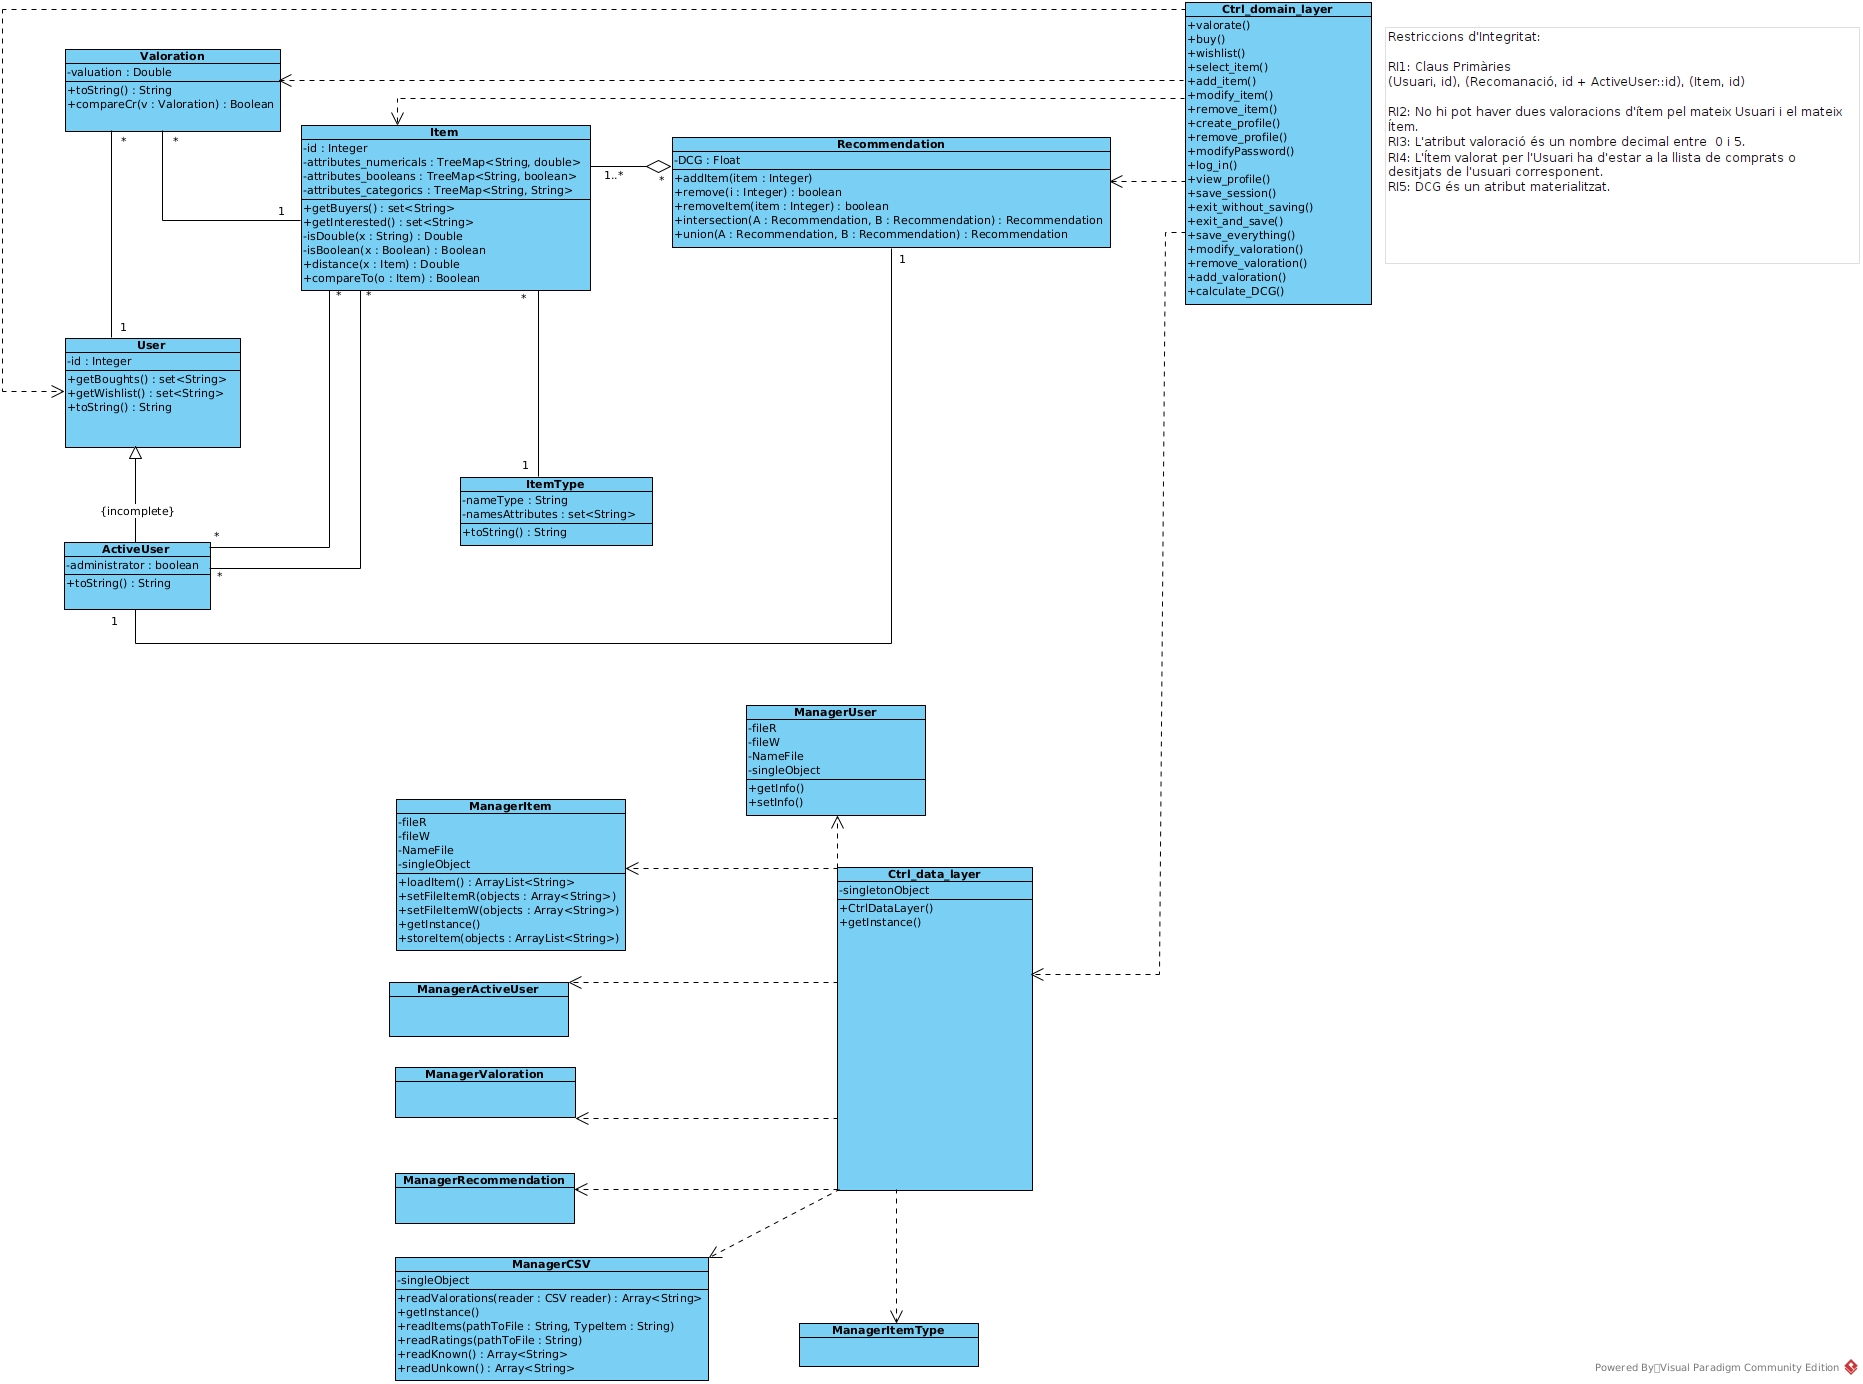 Ctrl_domain_layer
+valorate()
+buy()
+wishlist()
+select_item()
+add_item()
+modify_item()
+remove_item()
+create_profile()
+remove_profile()
+modifyPassword()
+log_in()
+view_profile()
+save_session()
+exit_without_saving()
+exit_and_save()
+save_everything()
+modify_valoration()
+remove_valoration()
+add_valoration()
+calculate_DCG()
Restriccions d'Integritat:
RI1: Claus Primàries
(Usuari, id), (Recomanació, id + ActiveUser::id), (Item, id)
RI2: No hi pot haver dues valoracions d'ítem pel mateix Usuari i el mateix
Ítem.
RI3: L'atribut valoració és un nombre decimal entre  0 i 5.
RI4: L'Ítem valorat per l'Usuari ha d'estar a la llista de comprats o
desitjats de l'usuari corresponent.
RI5: DCG és un atribut materialitzat.
Valoration
-valuation : Double
+toString() : String
+compareCr(v : Valoration) : Boolean
*
*
1
1
Item
-id : Integer
-attributes_numericals : TreeMap<String, double>
-attributes_booleans : TreeMap<String, boolean>
-attributes_categorics : TreeMap<String, String>
+getBuyers() : set<String>
+getInterested() : set<String>
-isDouble(x : String) : Double
-isBoolean(x : Boolean) : Boolean
+distance(x : Item) : Double
+compareTo(o : Item) : Boolean
*
*
*
1..*
*
Recommendation
-DCG : Float
+addItem(item : Integer)
+remove(i : Integer) : boolean
+removeItem(item : Integer) : boolean
+intersection(A : Recommendation, B : Recommendation) : Recommendation
+union(A : Recommendation, B : Recommendation) : Recommendation
1
User
-id : Integer
+getBoughts() : set<String>
+getWishlist() : set<String>
+toString() : String
{incomplete}
1
ItemType
-nameType : String
-namesAttributes : set<String>
+toString() : String
*
*
ActiveUser
-administrator : boolean
+toString() : String
1
ManagerUser
-fileR
-fileW
-NameFile
-singleObject
+getInfo()
+setInfo()
ManagerItem
-fileR
-fileW
-NameFile
-singleObject
+loadItem() : ArrayList<String>
+setFileItemR(objects : Array<String>)
+setFileItemW(objects : Array<String>)
+getInstance()
+storeItem(objects : ArrayList<String>)
Ctrl_data_layer
-singletonObject
+CtrlDataLayer()
+getInstance()
ManagerActiveUser
ManagerValoration
ManagerRecommendation
ManagerCSV
-singleObject
+readValorations(reader : CSV reader) : Array<String>
+getInstance()
+readItems(pathToFile : String, TypeItem : String)
+readRatings(pathToFile : String)
+readKnown() : Array<String>
+readUnkown() : Array<String>
ManagerItemType
Powered By▯Visual Paradigm Community Edition